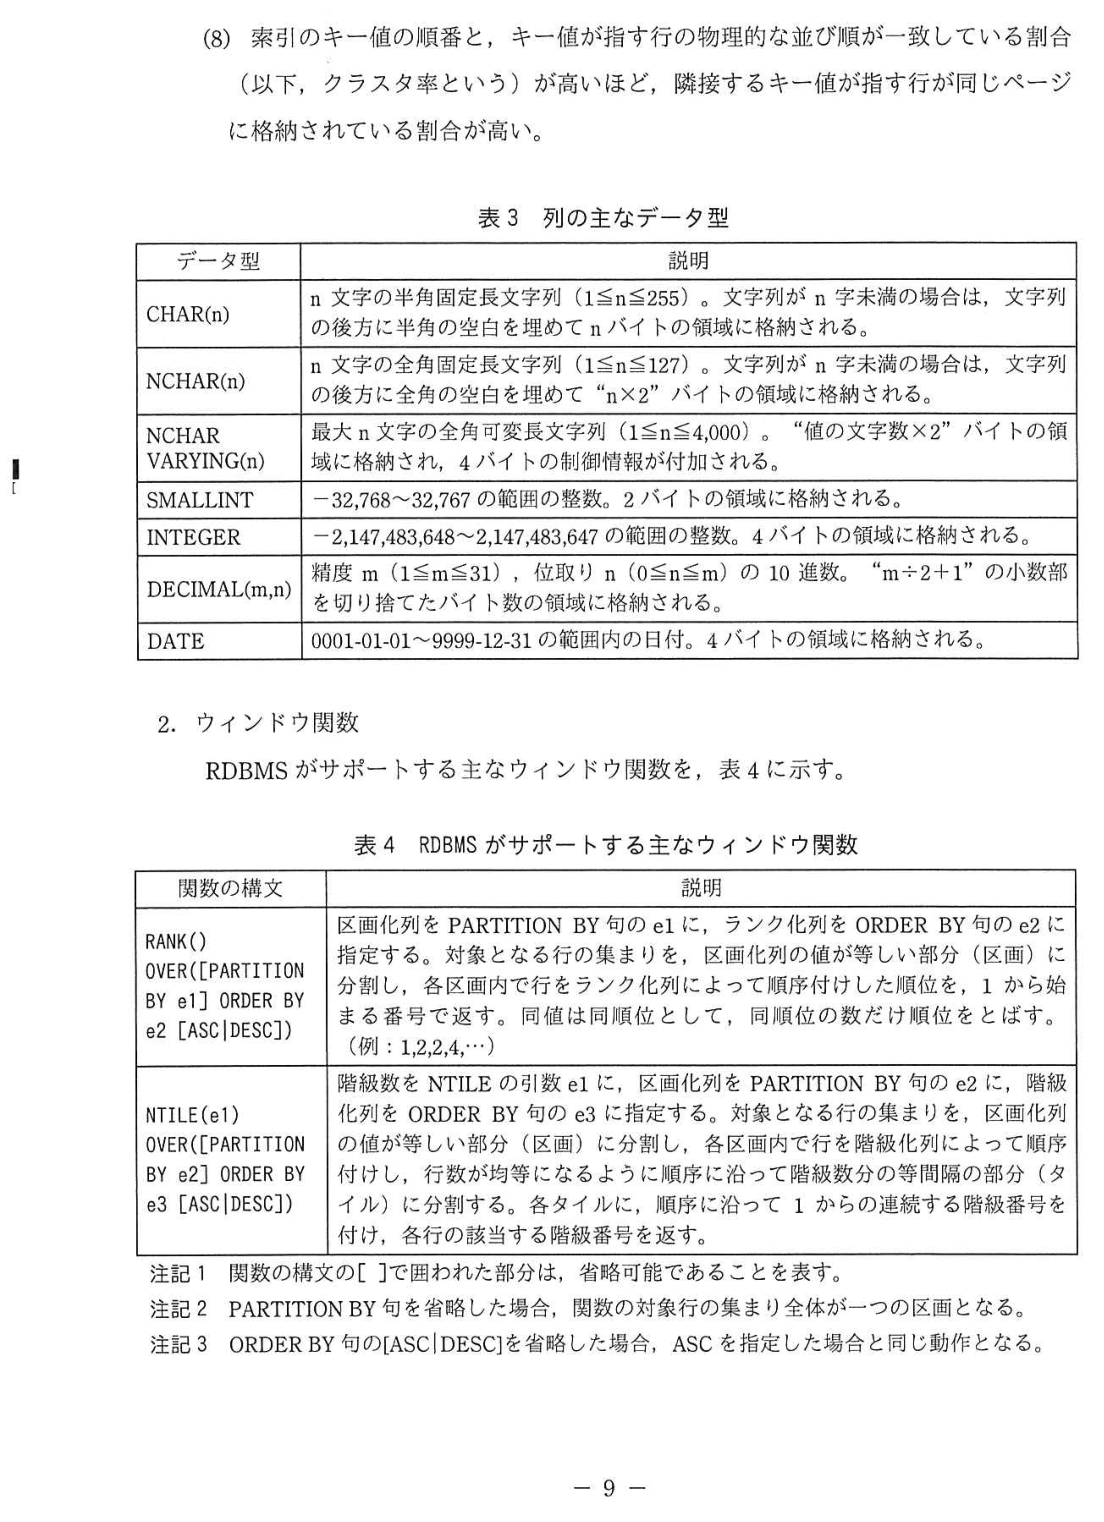 (8) 索引のキー値の順番と，キー値が指す行の物理的な並び順が一致している割合
（以下，クラスタ率という）が高いほど，隣接するキー値が指す行が同じページ
に格納されている割合が高い。
表3 列の主なデータ型
データ型 説明
CHAR(n)
n 文字の半角固定長文字列（1≦n≦255）。文字列が n 字未満の場合は，文字列
の後方に半角の空白を埋めて n バイトの領域に格納される。
NCHAR(n)
n 文字の全角固定長文字列（1≦n≦127）。文字列が n 字未満の場合は，文字列
の後方に全角の空白を埋めて “n×2” バイトの領域に格納される。
NCHAR
VARYING(n)
最大 n 文字の全角可変長文字列（1≦n≦4,000）。 “値の文字数×2” バイトの領
域に格納され，4 バイトの制御情報が付加される。
SMALLINT －32,768～32,767 の範囲の整数。2 バイトの領域に格納される。
INTEGER －2,147,483,648～2,147,483,647 の範囲の整数。4 バイトの領域に格納される。
DECIMAL(m,n)
精度 m（1≦m≦31），位取り n（0≦n≦m）の 10 進数。 “m÷2＋1” の小数部
を切り捨てたバイト数の領域に格納される。
DATE 0001-01-01～9999-12-31 の範囲内の日付。4 バイトの領域に格納される。
2. ウィンドウ関数
RDBMS がサポートする主なウィンドウ関数を，表 4 に示す。
表4 RDBMS がサポートする主なウィンドウ関数
関数の構文 説明
RANK()
OVER([PARTITION
BY e1] ORDER BY
e2 [ASC|DESC])
区画化列を PARTITION BY 句の e1 に，ランク化列を ORDER BY 句の e2 に
指定する。対象となる行の集まりを，区画化列の値が等しい部分（区画）に
分割し，各区画内で行をランク化列によって順序付けした順位を，1 から始
まる番号で返す。同値は同順位として，同順位の数だけ順位をとばす。
（例：1,2,2,4,…）
NTILE(e1)
OVER([PARTITION
BY e2] ORDER BY
e3 [ASC|DESC])
階級数を NTILE の引数 e1 に，区画化列を PARTITION BY 句の e2 に，階級
化列を ORDER BY 句の e3 に指定する。対象となる行の集まりを，区画化列
の値が等しい部分（区画）に分割し，各区画内で行を階級化列によって順序
付けし，行数が均等になるように順序に沿って階級数分の等間隔の部分（タ
イル）に分割する。各タイルに，順序に沿って 1 からの連続する階級番号を
付け，各行の該当する階級番号を返す。
注記1 関数の構文の[ ]で囲われた部分は，省略可能であることを表す。
注記2 PARTITION BY 句を省略した場合，関数の対象行の集まり全体が一つの区画となる。
注記3 ORDER BY 句の[ASC|DESC]を省略した場合，ASC を指定した場合と同じ動作となる。
－ 9 －